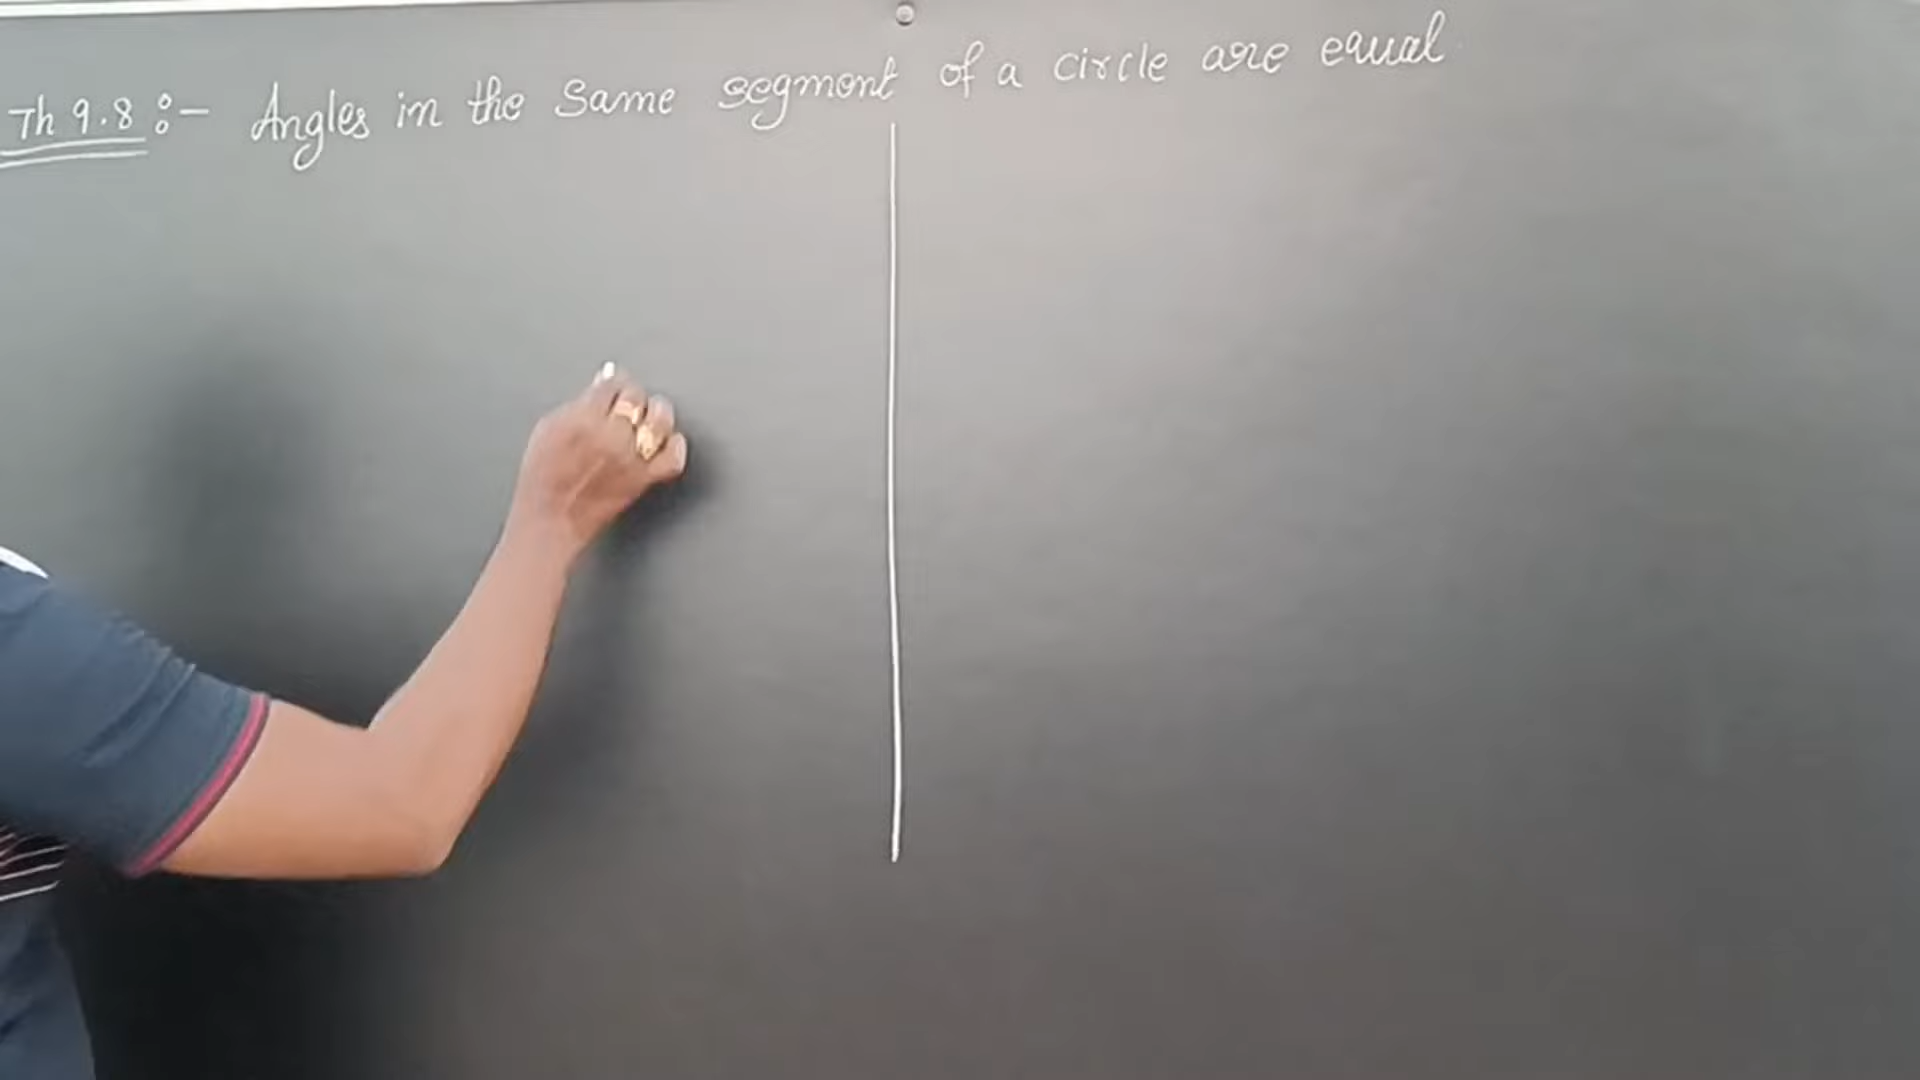 Th 9.8 :- Angles in the same segment of a circle are equal